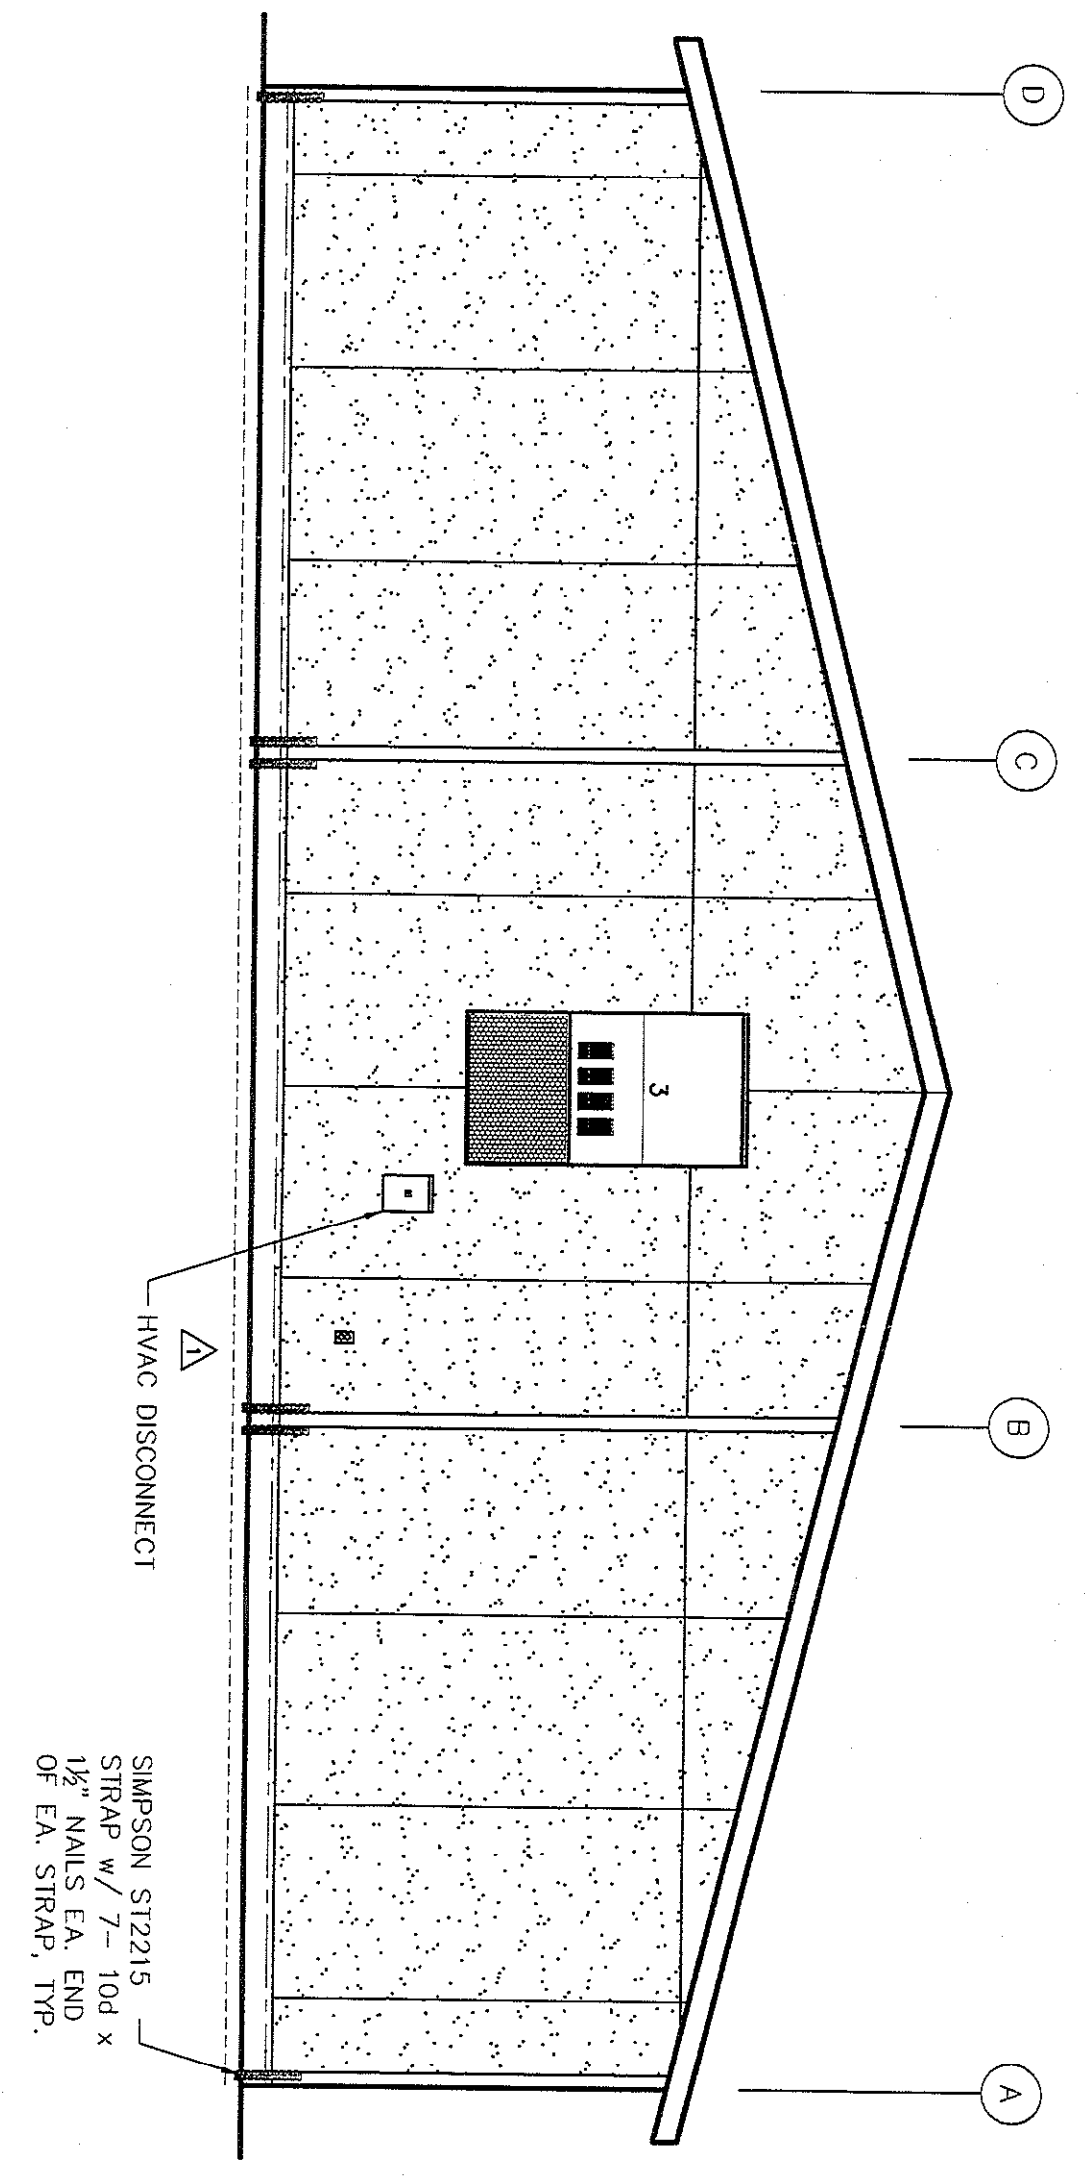 D
C
B
A
3
HVAC DISCONNECT
1
SIMPSON ST2215
STRAP w/ 7- 10d x
1½" NAILS EA. END
OF EA. STRAP, TYP.